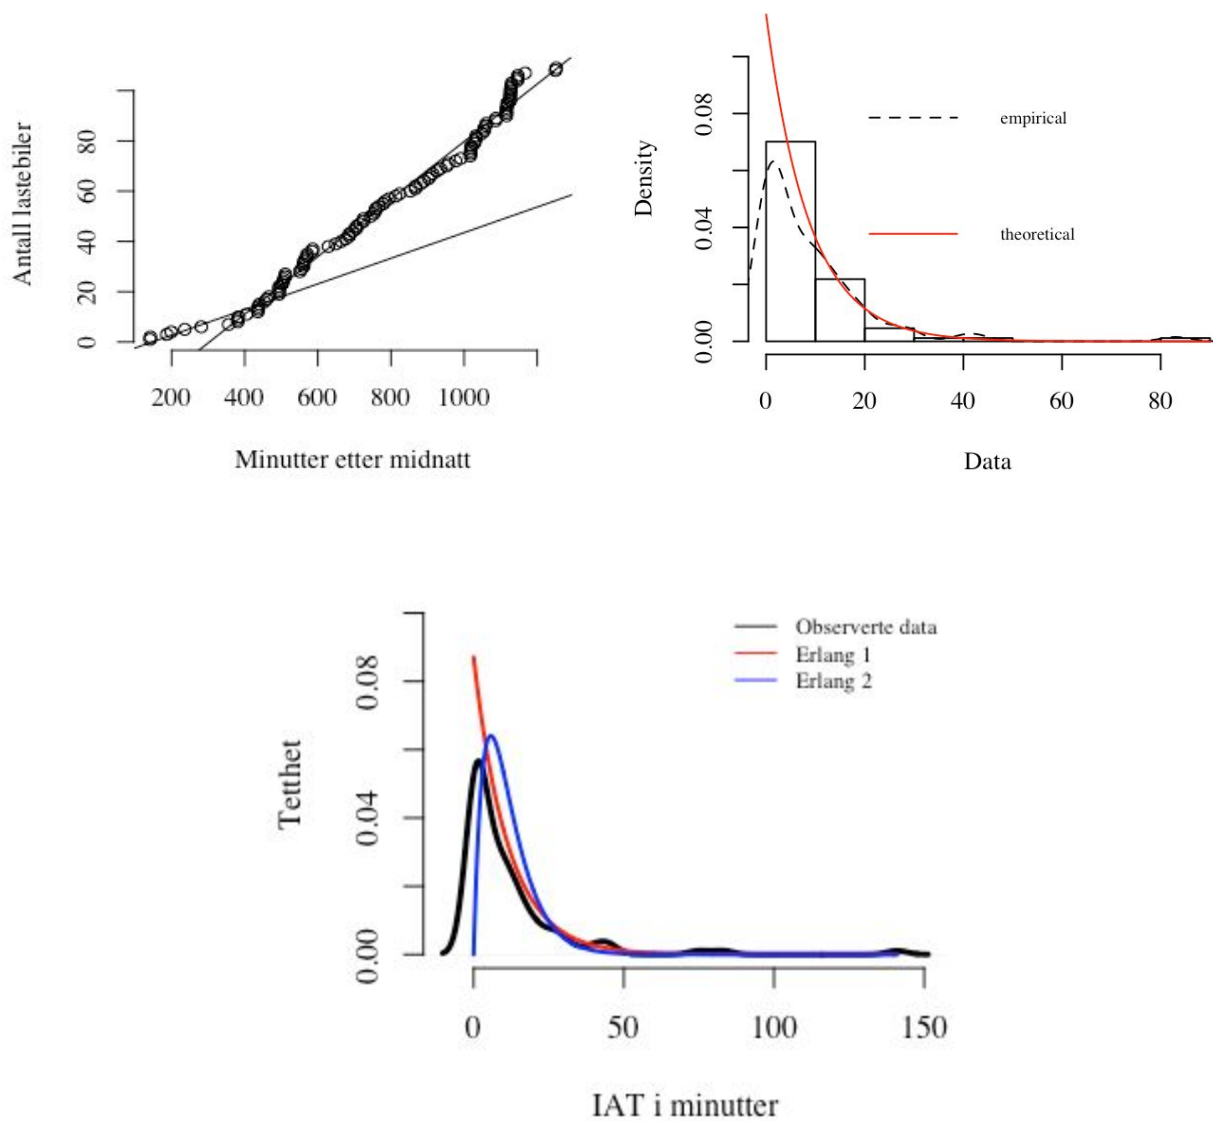 Antall lastebiler
80
60
40
20
0
200 400 600 800 1000
Minutter etter midnatt
Density
0.08
0.04
0.00
empirical
theoretical
0 20 40 60 80
Data
Tetthet
0.08
0.04
0.00
Observerte data
Erlang 1
Erlang 2
0 50 100 150
IAT i minutter